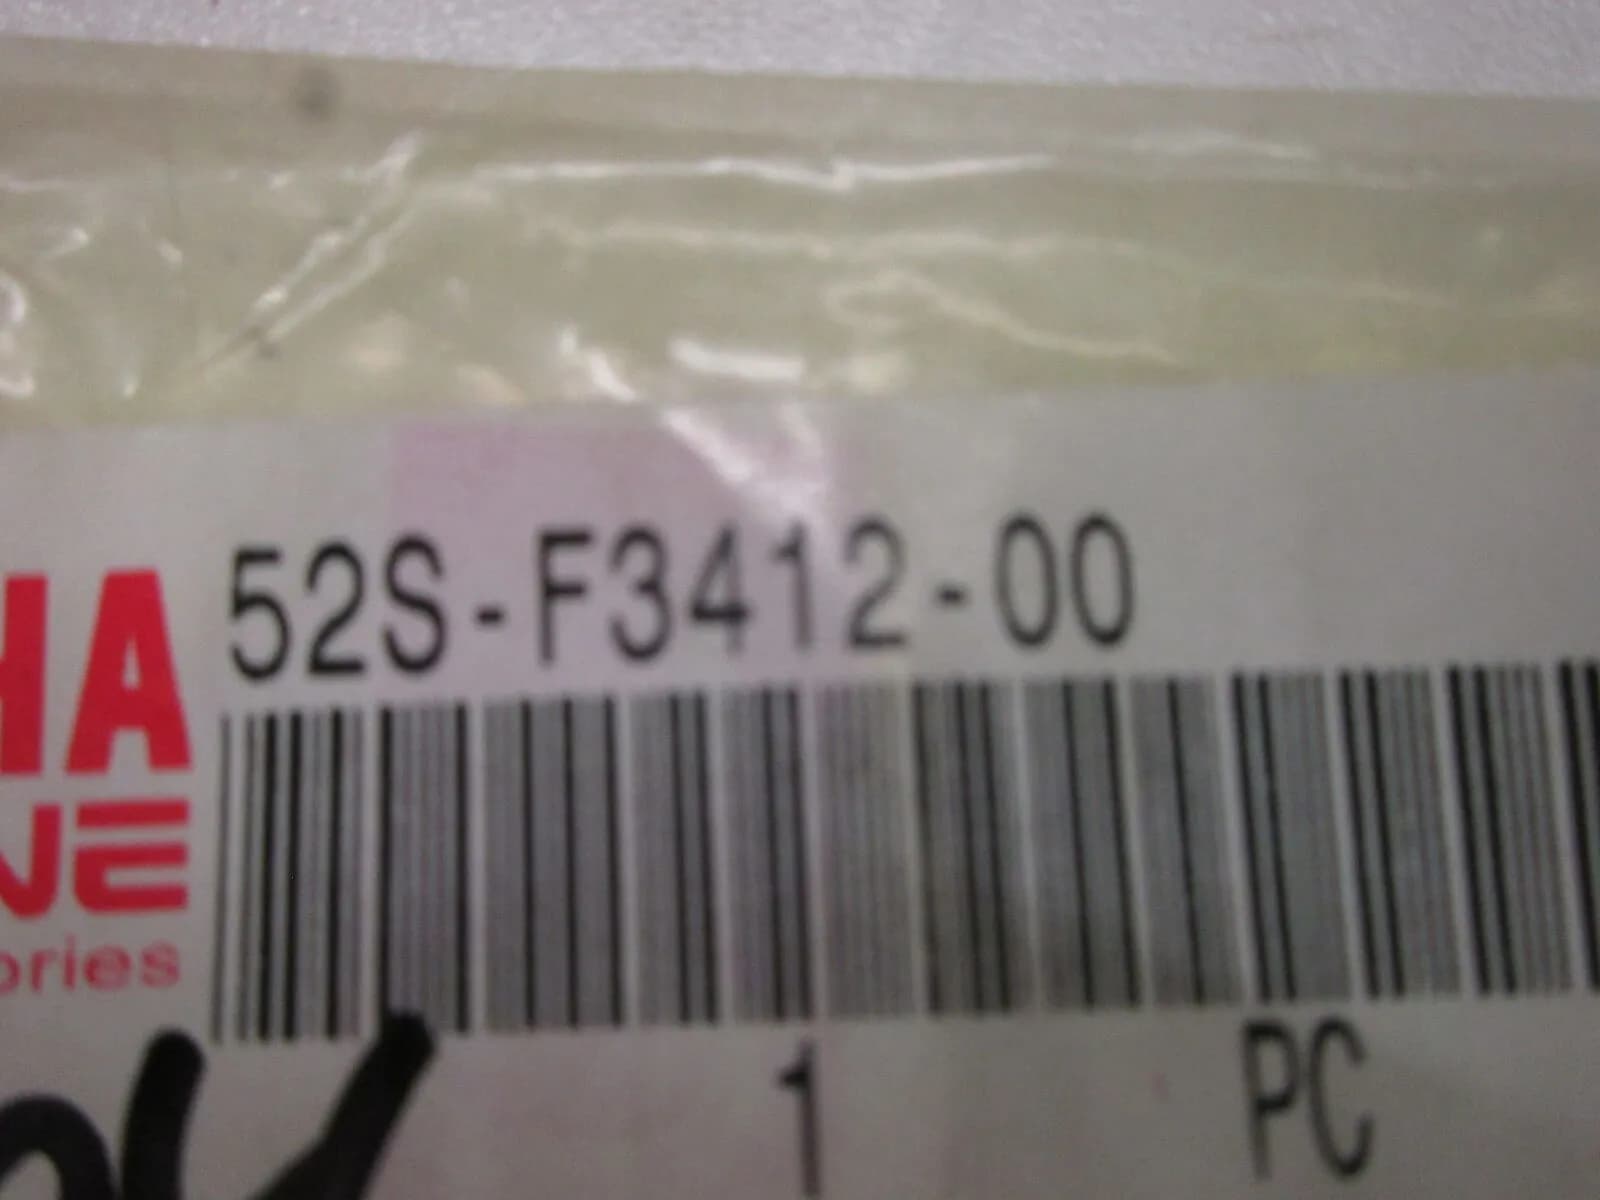 52S-F3412-00
HA
NE
ories
1 PC